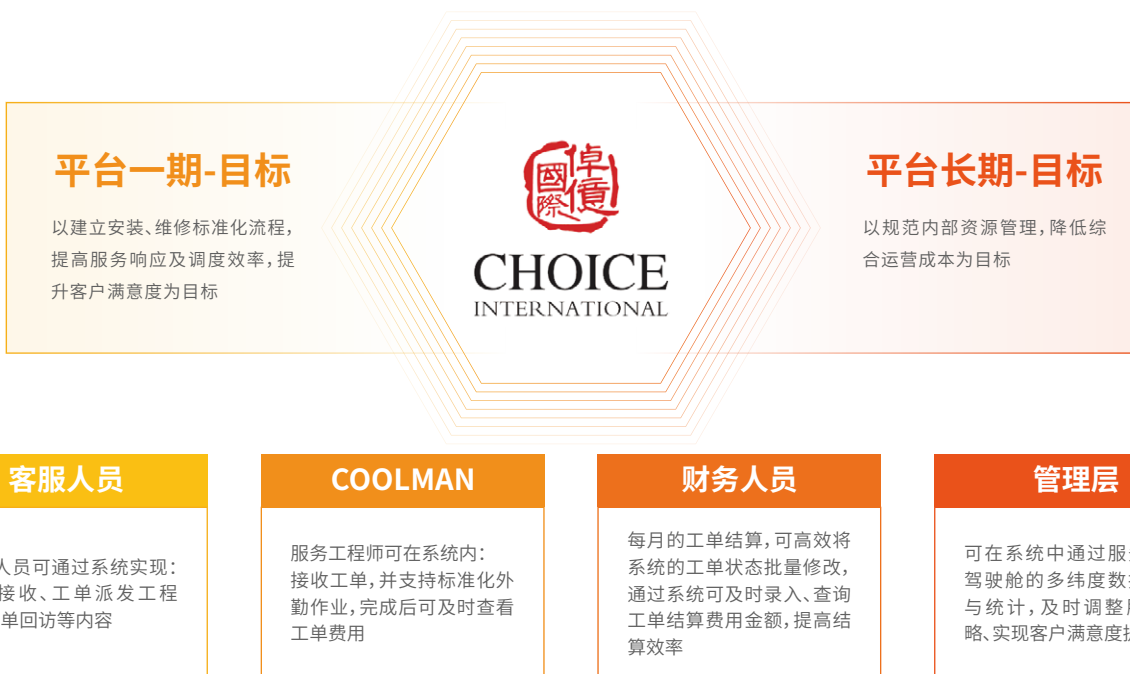 平台一期-目标
以建立安装、维修标准化流程，
提高服务响应及调度效率，提
升客户满意度为目标
倬億
國際
CHOICE
INTERNATIONAL
平台长期-目标
以规范内部资源管理，降低综
合运营成本为目标
客服人员
人员可通过系统实现：
接收、工单派发工程
单回访等内容
COOLMAN
服务工程师可在系统内：
接收工单，并支持标准化外
勤作业，完成后可及时查看
工单费用
财务人员
每月的工单结算，可高效将
系统的工单状态批量修改，
通过系统可及时录入、查询
工单结算费用金额，提高结
算效率
管理层
可在系统中通过服
驾驶舱的多纬度数
与统计，及时调整
略、实现客户满意度